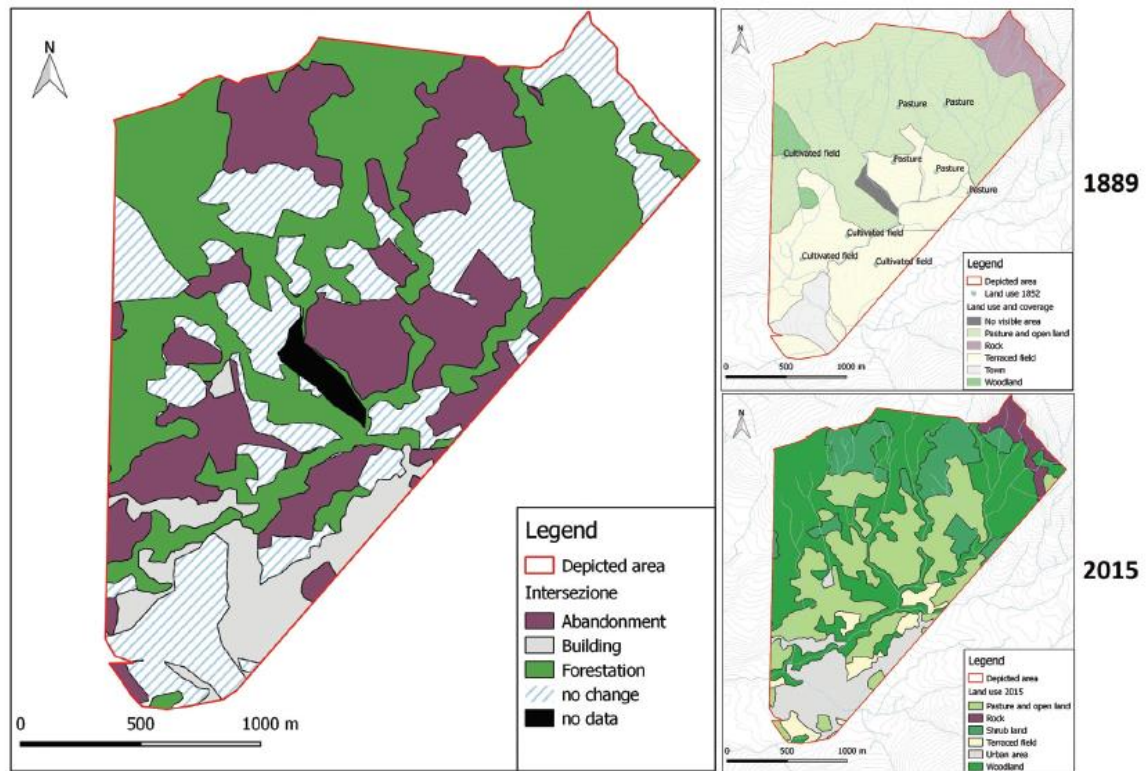 N
Legend
Depicted area
Intersezione
Abandonment
Building
Forestation
no change
no data
0 500 1000 m
N
Pasture
Pasture
Cultivated field
Pasture
Pasture
Pasture
Cultivated field
Cultivated field
Cultivated field
Legend
Depicted area
Land use 1852
Land use and coverage
No visible area
Pasture and open land
Rock
Terraced field
Town
Woodland
0 500 1000 m
1889
N
Legend
Depicted area
Land use 2015
Pasture and open land
Rock
Shrub land
Terraced field
Urban area
Woodland
0 500 1000 m
2015